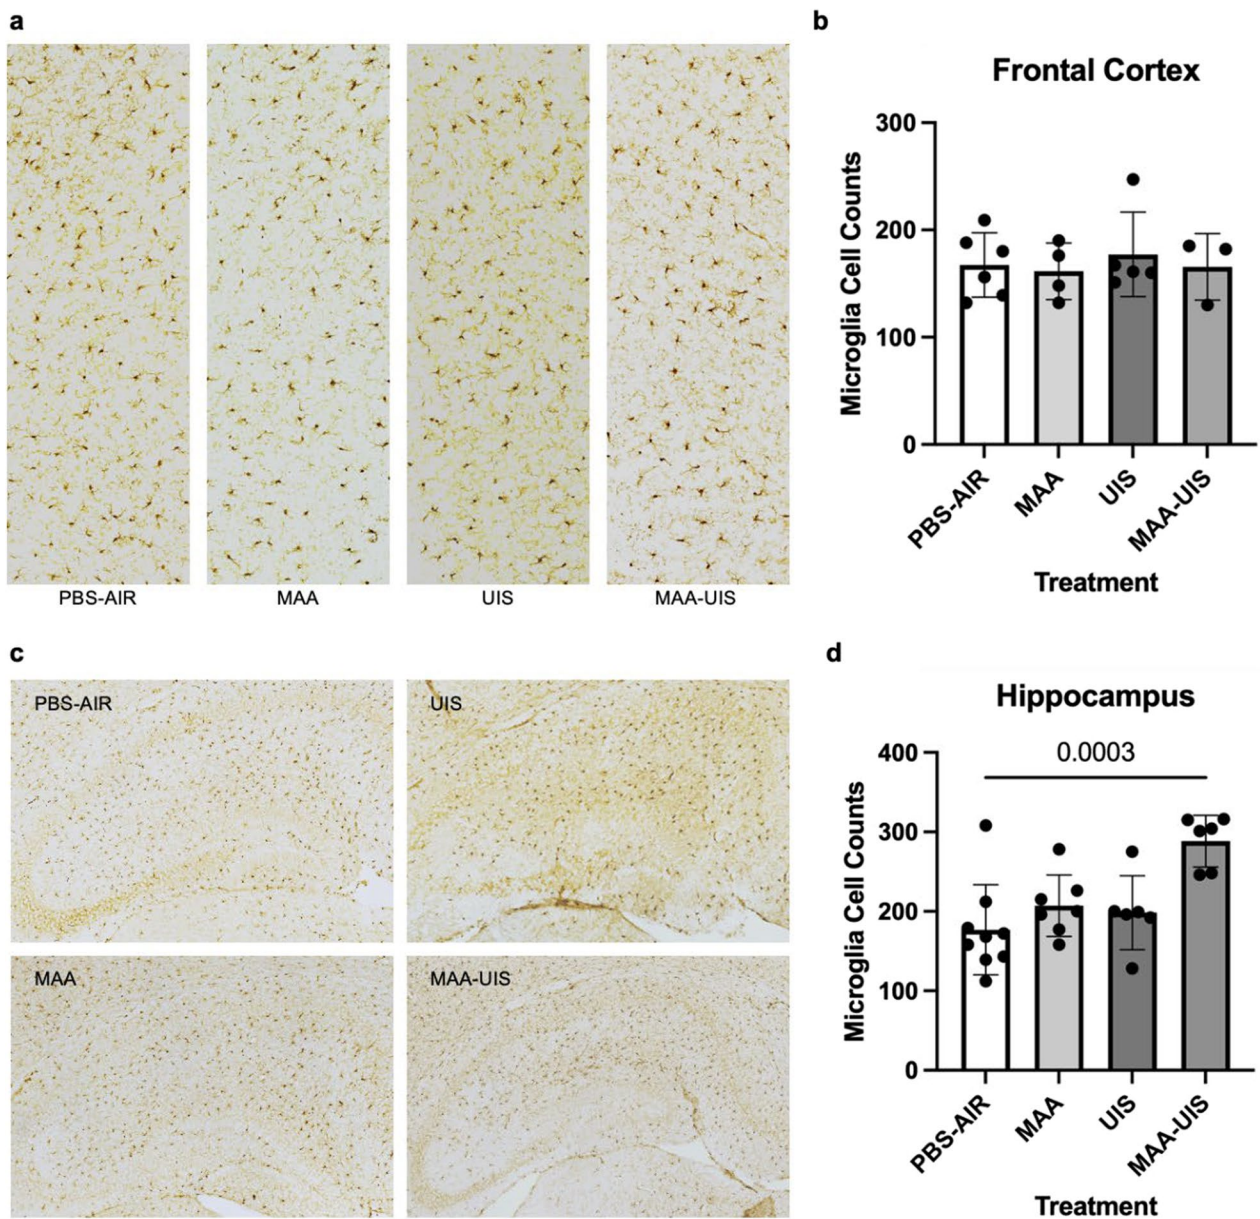 a
PBS-AIR
MAA
UIS
MAA-UIS
b
Frontal Cortex
Microglia Cell Counts
300
200
100
0
PBS-AIR
MAA
UIS
MAA-UIS
Treatment
c
PBS-AIR
UIS
MAA
MAA-UIS
d
Hippocampus
0.0003
Microglia Cell Counts
400
300
200
100
0
PBS-AIR
MAA
UIS
MAA-UIS
Treatment